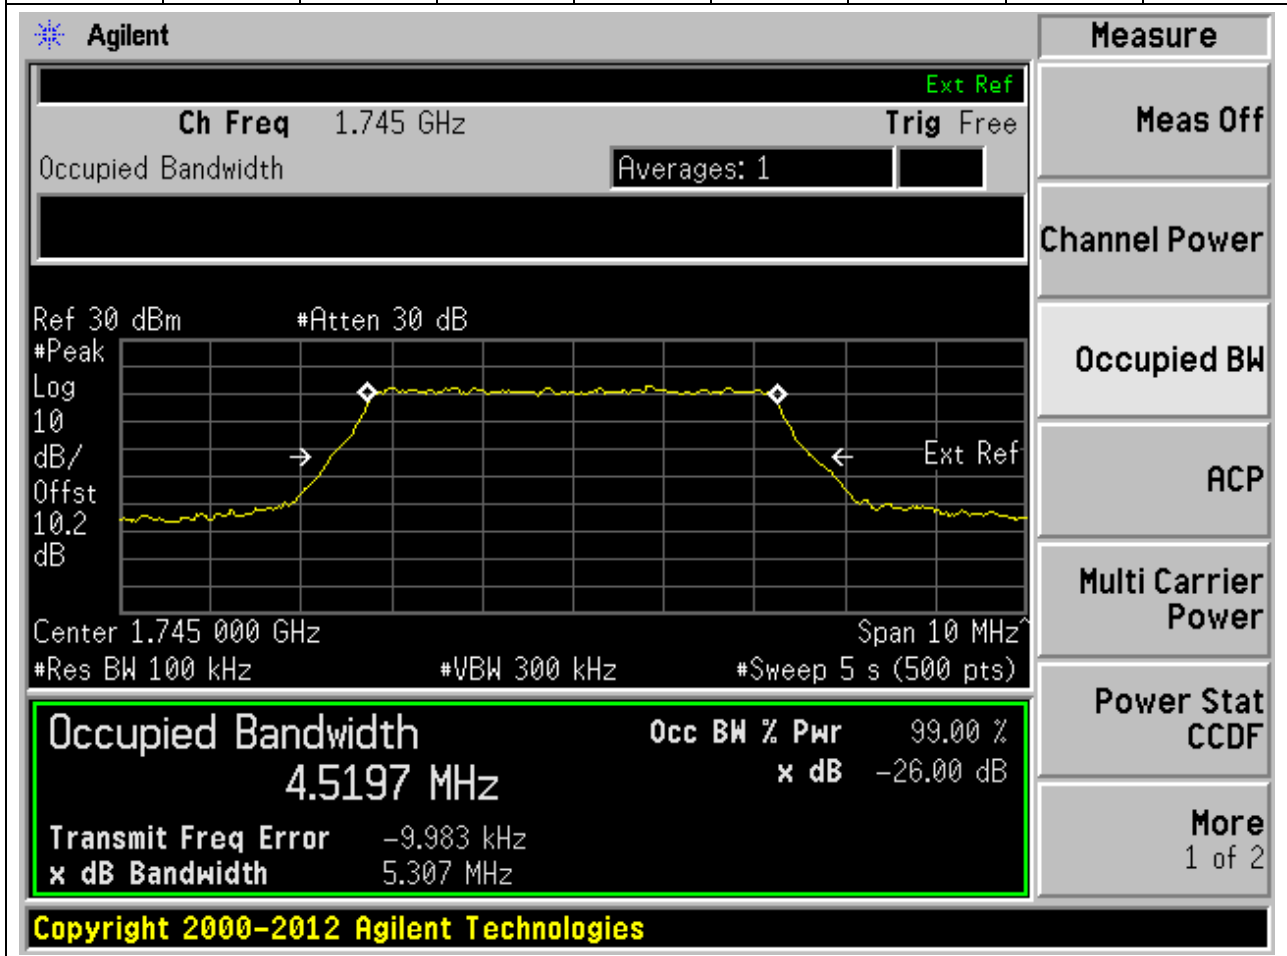 Agilent
Measure
Ext Ref
Ch Freq 1.745 GHz Trig Free
Occupied Bandwidth Averages: 1
Meas Off
Channel Power
Occupied BW
ACP
Multi Carrier
Power
Power Stat
CCDF
More
1 of 2
Ref 30 dBm #Atten 30 dB
#Peak
Log
10
dB/
Offst
10.2
dB
Ext Ref
Center 1.745 000 GHz Span 10 MHz^
#Res BW 100 kHz #VBW 300 kHz #Sweep 5 s (500 pts)
Occupied Bandwidth Occ BW % Pwr 99.00 %
4.5197 MHz x dB -26.00 dB
Transmit Freq Error -9.983 kHz
x dB Bandwidth 5.307 MHz
Copyright 2000-2012 Agilent Technologies